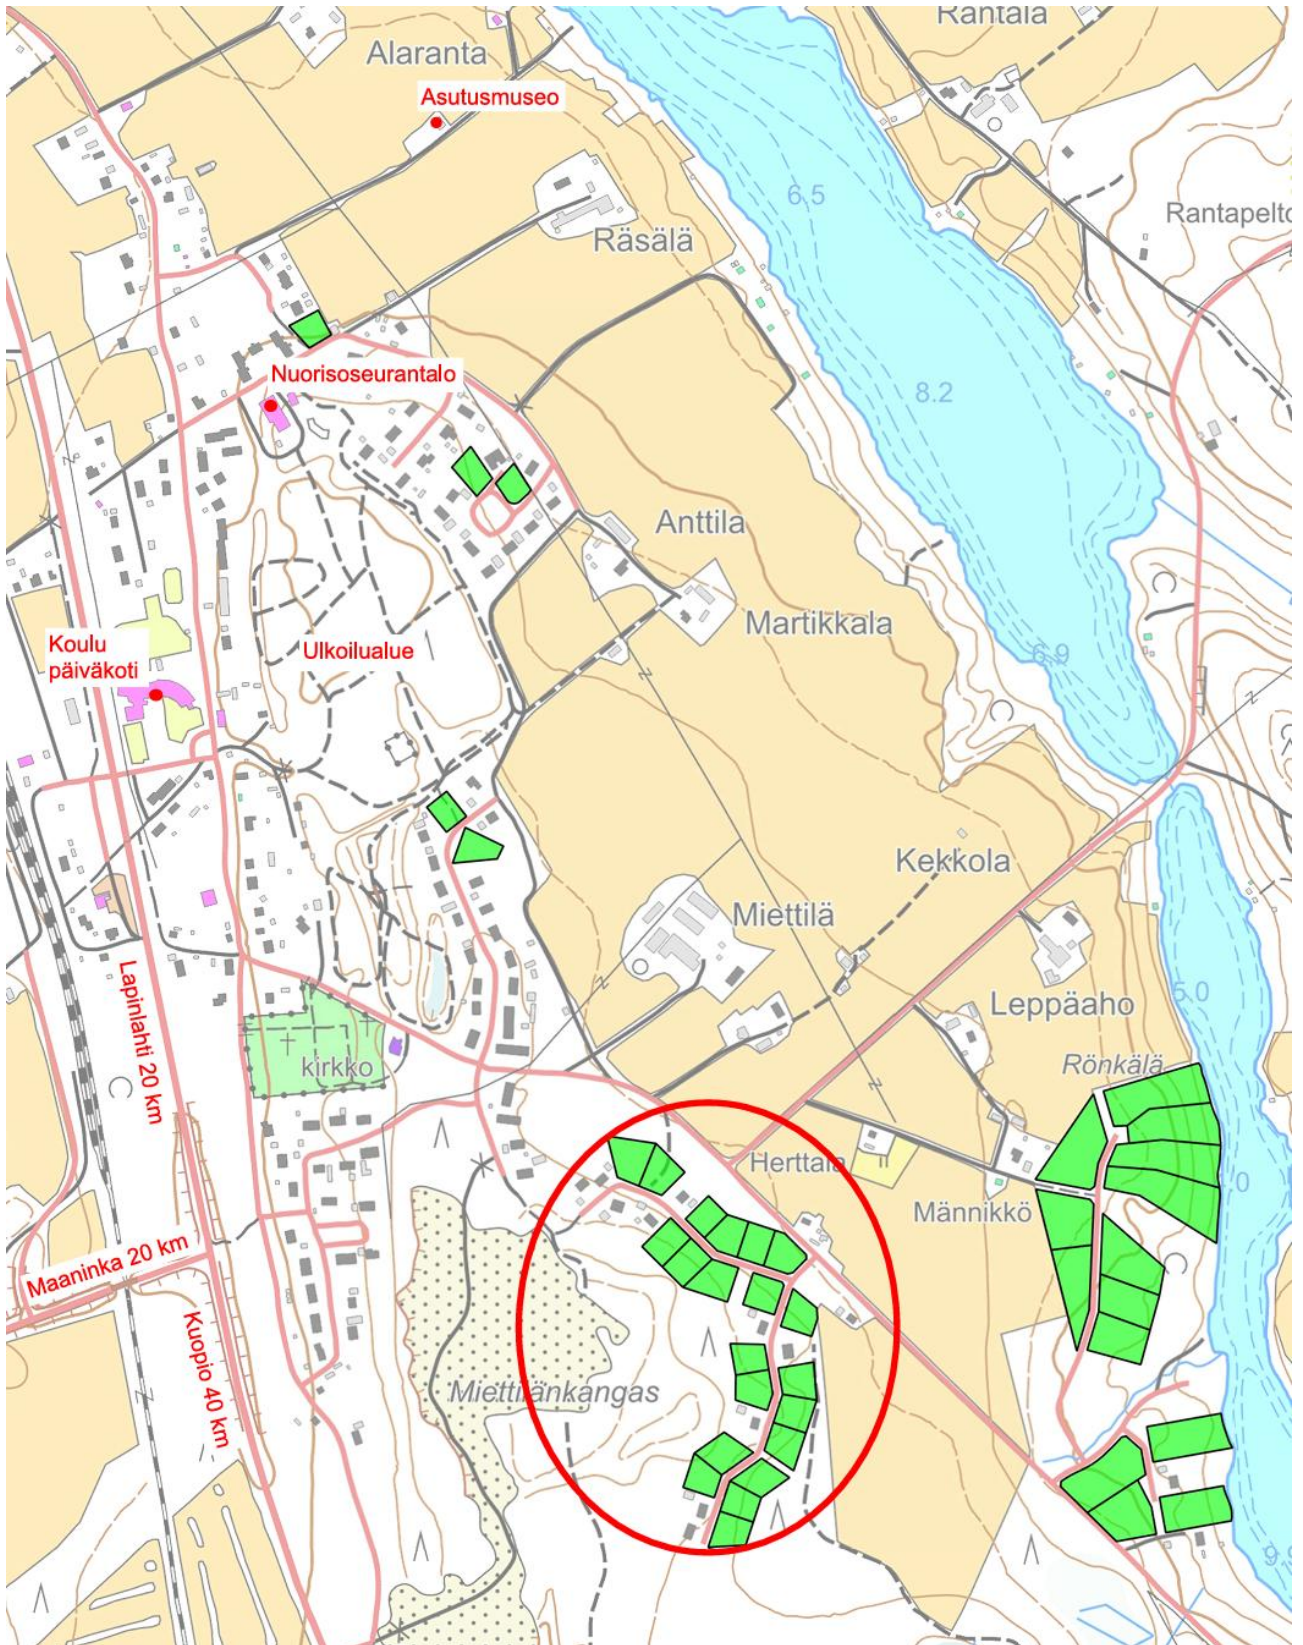 Rantala
Alaranta
Asutusmuseo
6.5
Rantapelto
Räsälä
Nuorisoseurantalo
8.2
Anttila
Martikkala
Koulu
päiväkoti
Ulkoilualue
6.9
Kekkola
Miettilä
5.0
Leppäaho
Lapinlahti 20 km
kirkko
Rönkälä
Herttala
Männikkö
Maaninka 20 km
Kuopio 40 km
Miettilänkangas